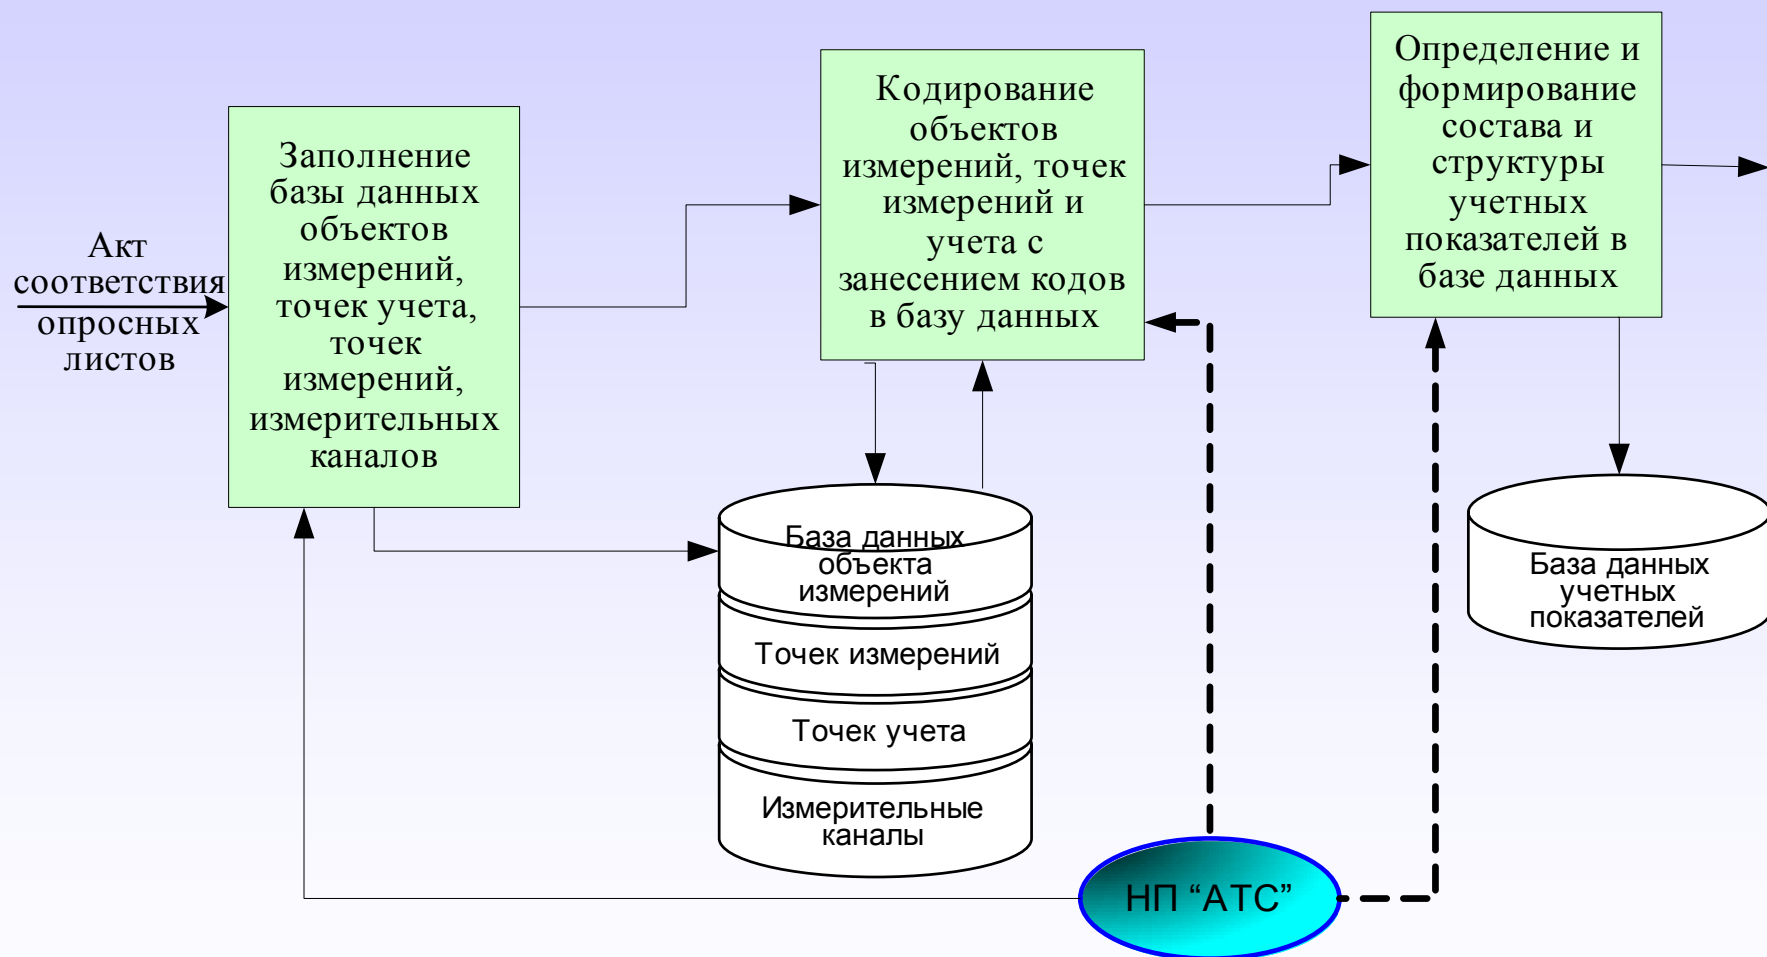 Акт
соответствия
опросных
листов
Заполнение
базы данных
объектов
измерений,
точек учета,
точек
измерений,
измерительных
каналов
Кодирование
объектов
измерений, точек
измерений и
учета с
занесением кодов
в базу данных
Определение и
формирование
состава и
структуры
учетных
показателей в
базе данных
База данных
объекта
измерений
Точек измерений
Точек учета
Измерительные
каналы
База данных
учетных
показателей
НП “АТС”